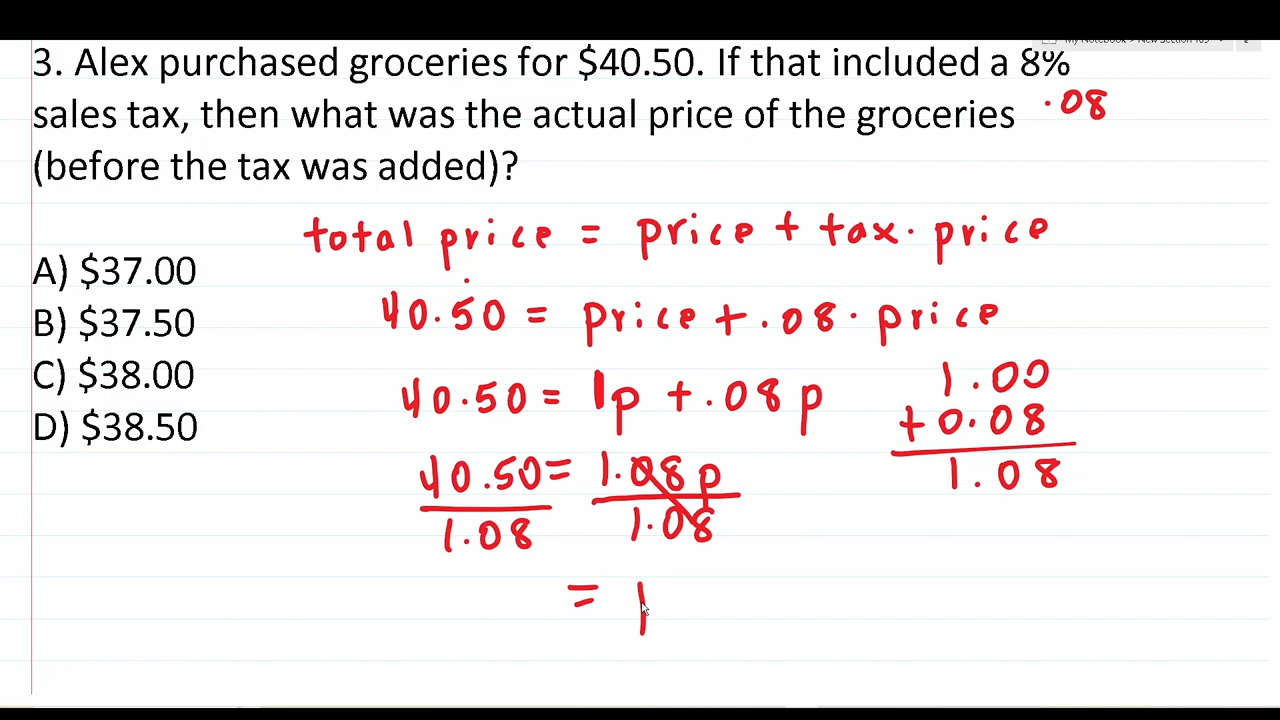 3. Alex purchased groceries for $40.50. If that included a 8%
sales tax, then what was the actual price of the groceries .08
(before the tax was added)?
total price = price + tax · price
A) $37.00
B) $37.50
C) $38.00
D) $38.50
40.50 = price + .08 · price
40.50 = 1p + .08p
40.50 = 1.08p
1.08 1.08
=
1.00
+ 0.08
1.08